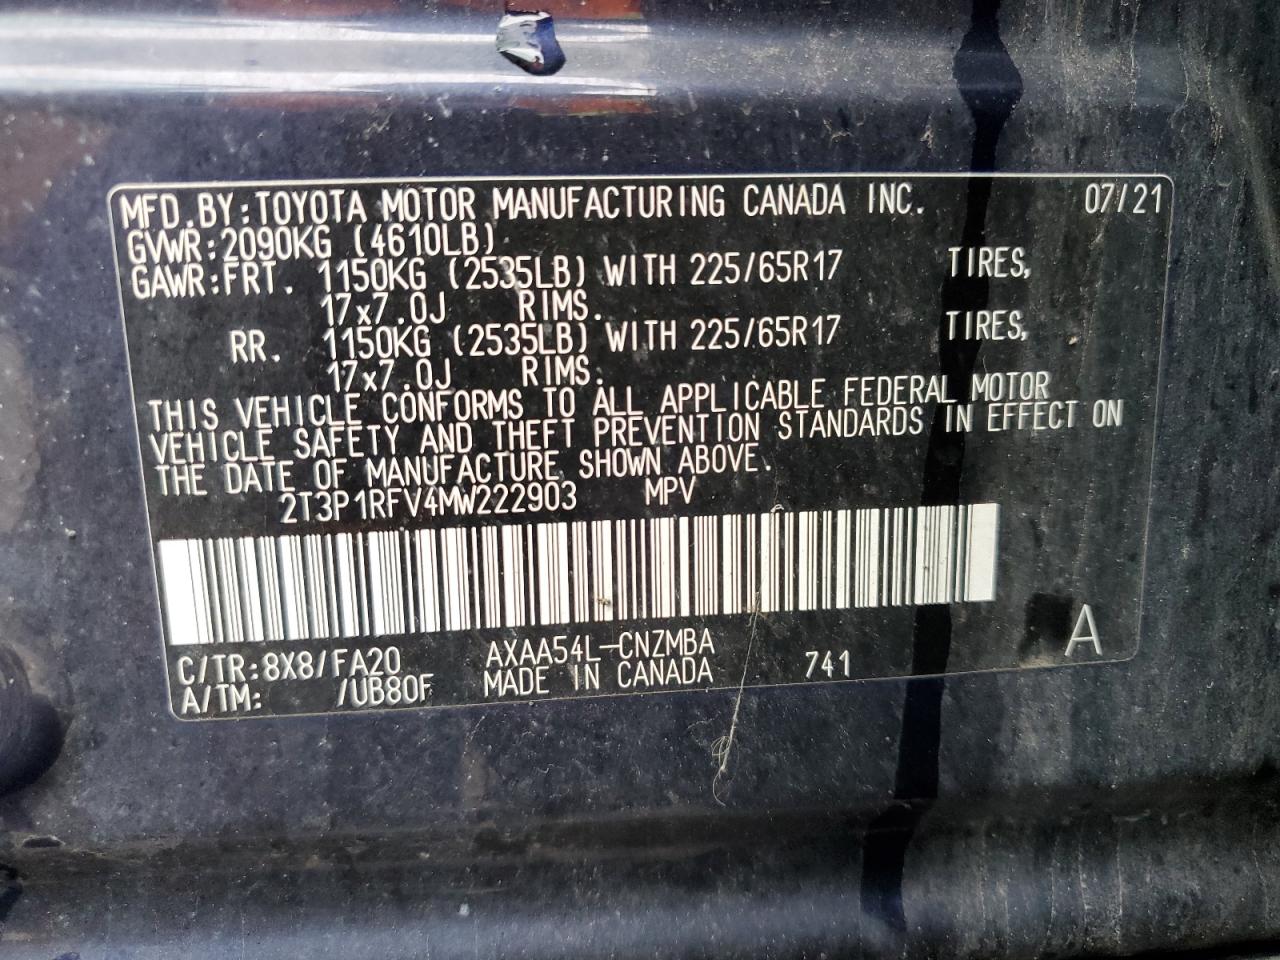 MFD.BY:TOYOTA MOTOR MANUFACTURING CANADA INC. 07/21
GVWR:2090KG (4610LB)
GAWR:FRT. 1150KG (2535LB) WITH 225/65R17 TIRES,
17x7.0J RIMS.
RR. 1150KG (2535LB) WITH 225/65R17 TIRES,
17x7.0J RIMS.
THIS VEHICLE CONFORMS TO ALL APPLICABLE FEDERAL MOTOR
VEHICLE SAFETY AND THEFT PREVENTION STANDARDS IN EFFECT ON
THE DATE OF MANUFACTURE SHOWN ABOVE.
2T3P1RFV4MW222903 MPV
C/TR:8X8/FA20 AXAA54L-CNZMBA A
A/TM: /UB80F MADE IN CANADA 741